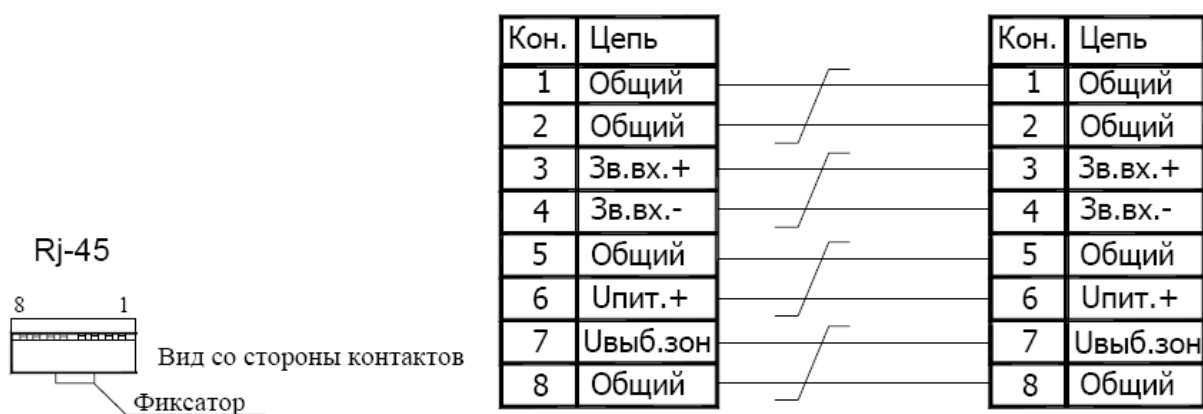 Кон. Цепь Кон. Цепь
1 Общий 1 Общий
2 Общий 2 Общий
3 Зв.вх.+ 3 Зв.вх.+
4 Зв.вх.- 4 Зв.вх.-
Rj-45
5 Общий 5 Общий
6 Uпит.+ 6 Uпит.+
8 1
7 Uвыб.зон 7 Uвыб.зон
Вид со стороны контактов
8 Общий 8 Общий
Фиксатор